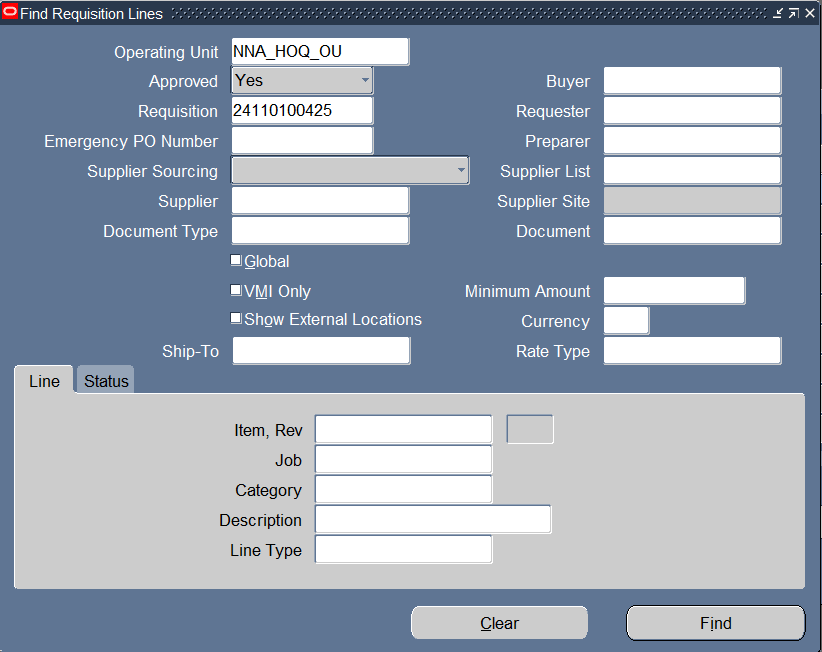 Find Requisition Lines
Operating Unit NNA_HOQ_OU
Approved Yes Buyer
Requisition 24110100425 Requester
Emergency PO Number Preparer
Supplier Sourcing Supplier List
Supplier Supplier Site
Document Type Document
Global
VMI Only Minimum Amount
Show External Locations Currency
Ship-To Rate Type
Line Status
Item, Rev
Job
Category
Description
Line Type
Clear Find